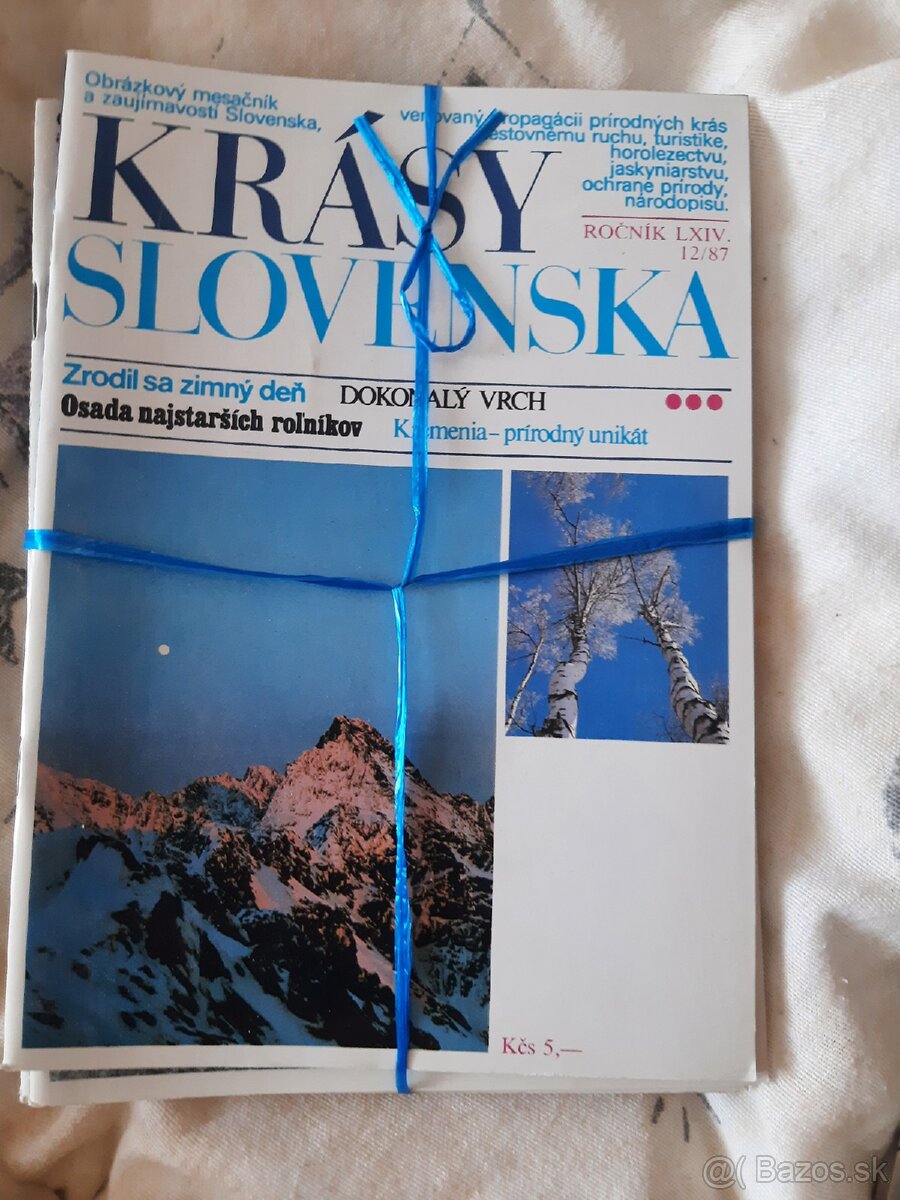 Obrázkový mesačník
a zaujímavostí Slovenska,
propagácii prírodných krás
ruchu, turistike,
horolezectvu,
jaskyniarstvu,
ochrane prírody,
národopisu.
KRÁSY
SLOVENSKA
ROČNÍK LXIV.
12/87
Zrodil sa zimný deň
DOKONALÝ VRCH
Osada najstarších roľníkov
– prírodný unikát
Kčs 5,—
@( Bazos.sk